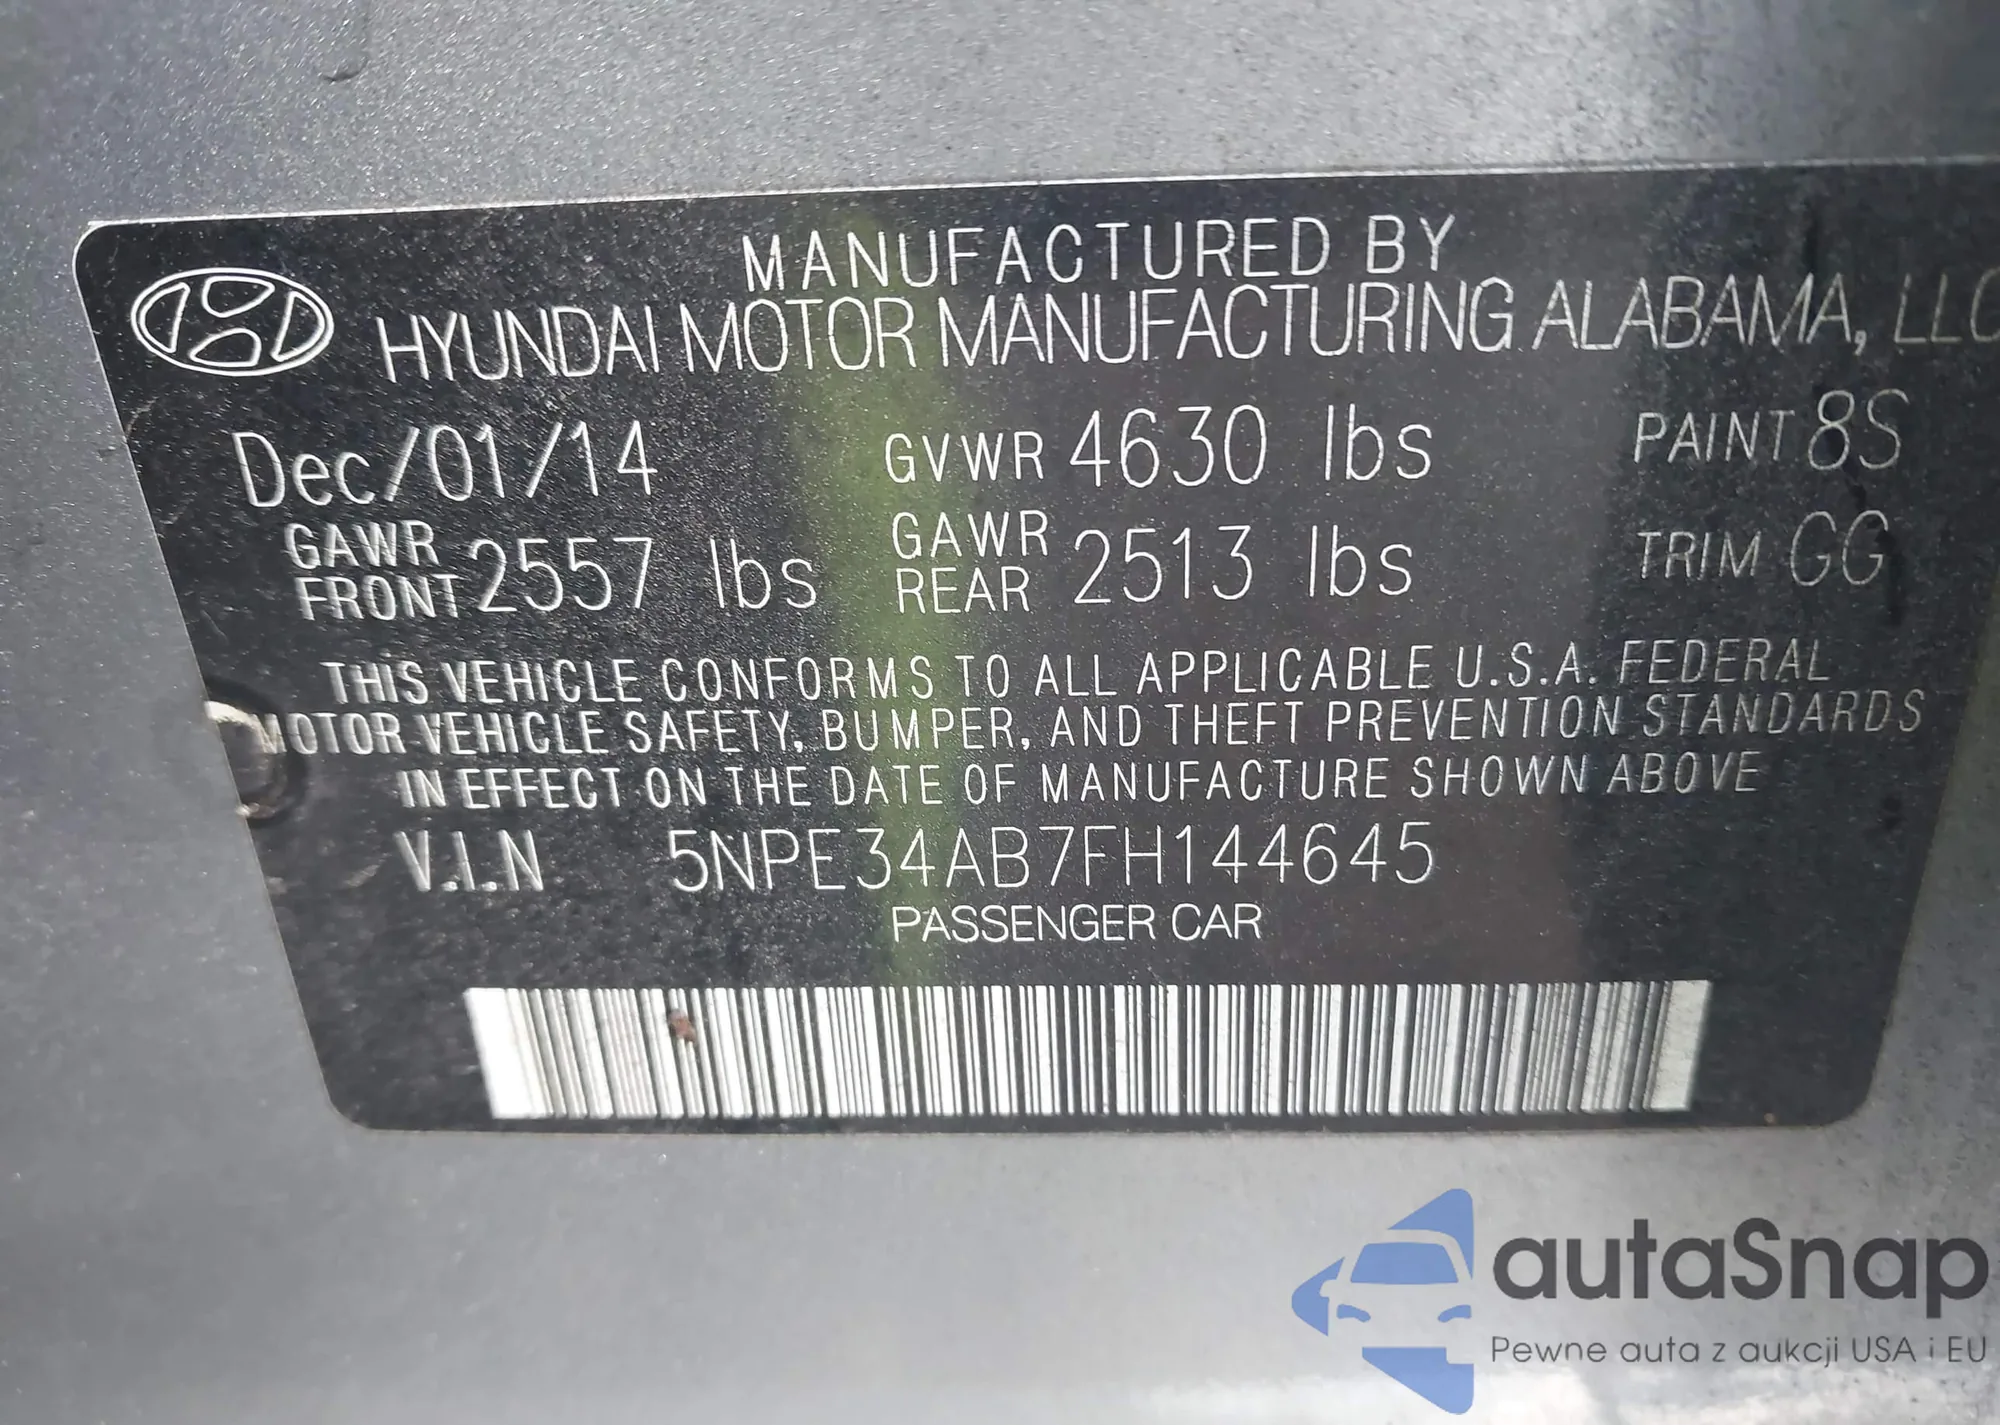 MANUFACTURED BY
HYUNDAI MOTOR MANUFACTURING ALABAMA, LLC
Dec/01/14 GVWR 4630 lbs PAINT 8S
GAWR FRONT 2557 lbs GAWR REAR 2513 lbs TRIM GG
THIS VEHICLE CONFORMS TO ALL APPLICABLE U.S.A. FEDERAL
MOTOR VEHICLE SAFETY, BUMPER, AND THEFT PREVENTION STANDARDS
IN EFFECT ON THE DATE OF MANUFACTURE SHOWN ABOVE
V.I.N 5NPE34AB7FH144645
PASSENGER CAR
autaSnap
Pewne auta z aukcji USA i EU